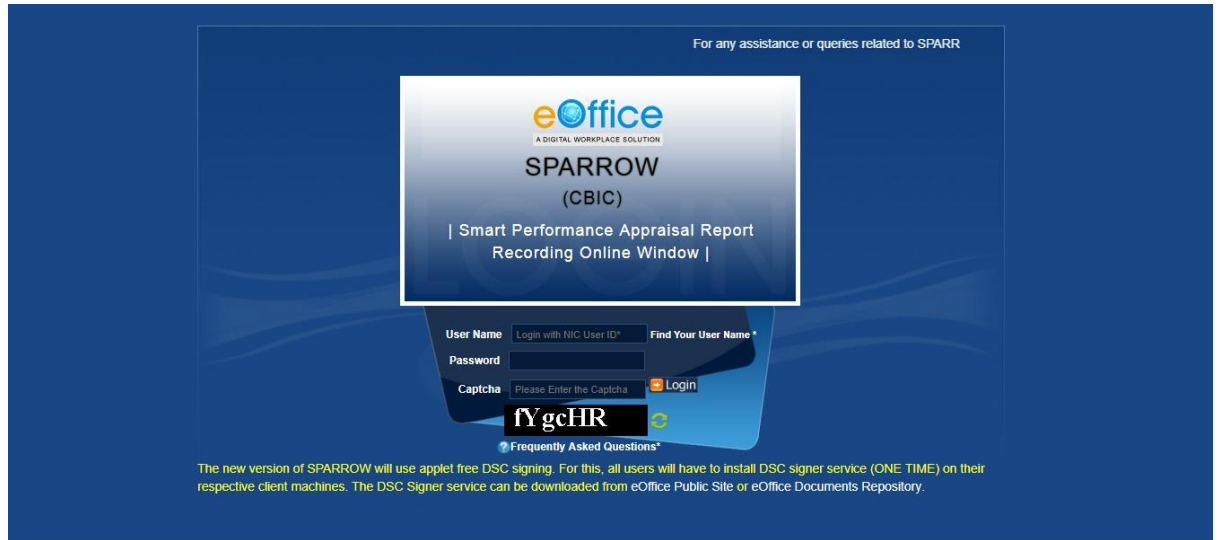 For any assistance or queries related to SPARR
eOffice
A DIGITAL WORKPLACE SOLUTION
SPARROW
(CBIC)
| Smart Performance Appraisal Report
Recording Online Window |
LOGIN
User Name Login with NIC User ID* Find Your User Name *
Password
Captcha Please Enter the Captcha Login
fYgcHR
Frequently Asked Questions*
The new version of SPARROW will use applet free DSC signing. For this, all users will have to install DSC signer service (ONE TIME) on their
respective client machines. The DSC Signer service can be downloaded from eOffice Public Site or eOffice Documents Repository.